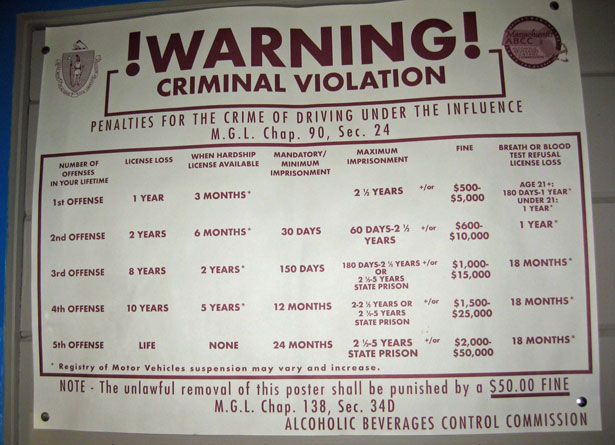 !WARNING!
CRIMINAL VIOLATION
Massachusetts
ABCC
PENALTIES FOR THE CRIME OF DRIVING UNDER THE INFLUENCE
M.G.L. Chap. 90, Sec. 24
NUMBER OF OFFENSES IN YOUR LIFETIME | LICENSE LOSS | WHEN HARDSHIP LICENSE AVAILABLE | MANDATORY/ MINIMUM IMPRISONMENT | MAXIMUM IMPRISONMENT | FINE | BREATH OR BLOOD TEST REFUSAL LICENSE LOSS
1st OFFENSE 1 YEAR 3 MONTHS* 2 ½ YEARS +/or $500-$5,000 AGE 21+: 180 DAYS-1 YEAR* UNDER 21: 1 YEAR*
2nd OFFENSE 2 YEARS 6 MONTHS* 30 DAYS 60 DAYS-2 ½ YEARS +/or $600-$10,000 1 YEAR*
3rd OFFENSE 8 YEARS 2 YEARS* 150 DAYS 180 DAYS-2 ½ YEARS OR 2 ½-5 YEARS STATE PRISON +/or $1,000-$15,000 18 MONTHS*
4th OFFENSE 10 YEARS 5 YEARS* 12 MONTHS 2-2 ½ YEARS OR 2 ½-5 YEARS STATE PRISON +/or $1,500-$25,000 18 MONTHS*
5th OFFENSE LIFE NONE 24 MONTHS 2 ½-5 YEARS STATE PRISON +/or $2,000-$50,000 18 MONTHS*
* Registry of Motor Vehicles suspension may vary and increase.
NOTE - The unlawful removal of this poster shall be punished by a $50.00 FINE
M.G.L. Chap. 138, Sec. 34D
ALCOHOLIC BEVERAGES CONTROL COMMISSION